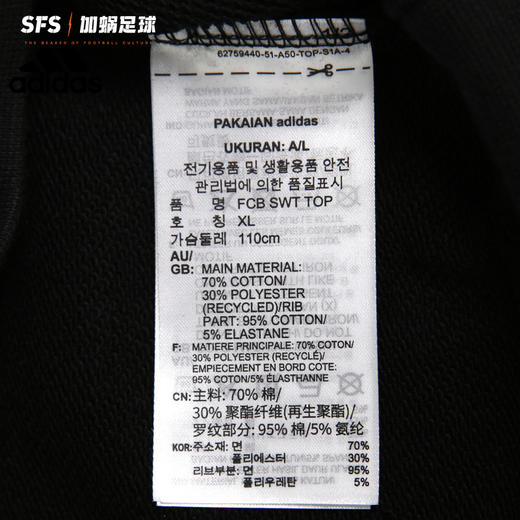 SFS 加蜗足球
THE BEARER OF FOOTBALL CULTURE
adidas
62759440-51-A50-TOP-S1A-4
PAKAIAN adidas
UKURAN: A/L
전기용품 및 생활용품 안전
관리법에 의한 품질표시
품 명 FCB SWT TOP
호 칭 XL
가슴둘레 110cm
AU/
GB: MAIN MATERIAL:
70% COTTON/
30% POLYESTER
(RECYCLED)/RIB
PART: 95% COTTON/
5% ELASTANE
F: MATIERE PRINCIPALE: 70% COTON/
30% POLYESTER (RECYCLÉ)/
EMPIECEMENT EN BORD COTE:
95% COTON/5% ÉLASTHANNE
CN: 主料: 70% 棉/
30% 聚酯纤维(再生聚酯)/
罗纹部分: 95% 棉/5% 氨纶
KOR: 주소재: 면 70%
폴리에스터 30%
리브부분: 면 95%
폴리우레탄 5%